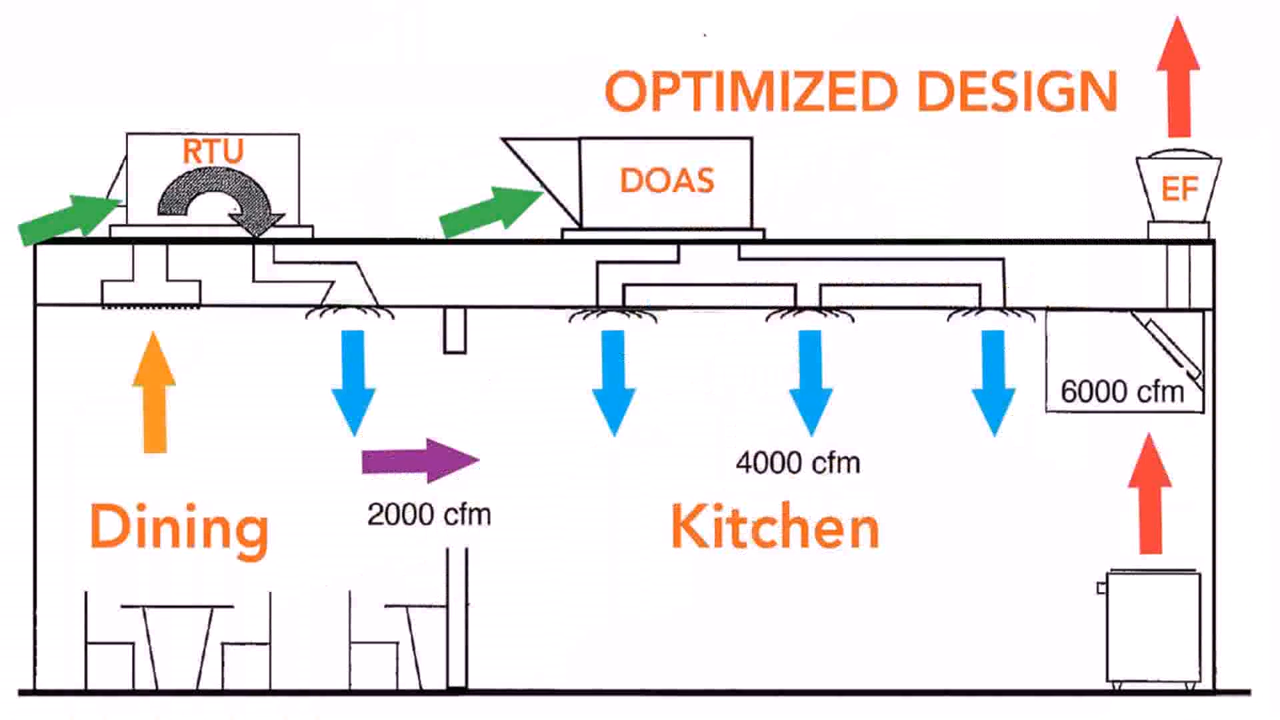 OPTIMIZED DESIGN
RTU
DOAS
EF
6000 cfm
4000 cfm
2000 cfm
Dining
Kitchen